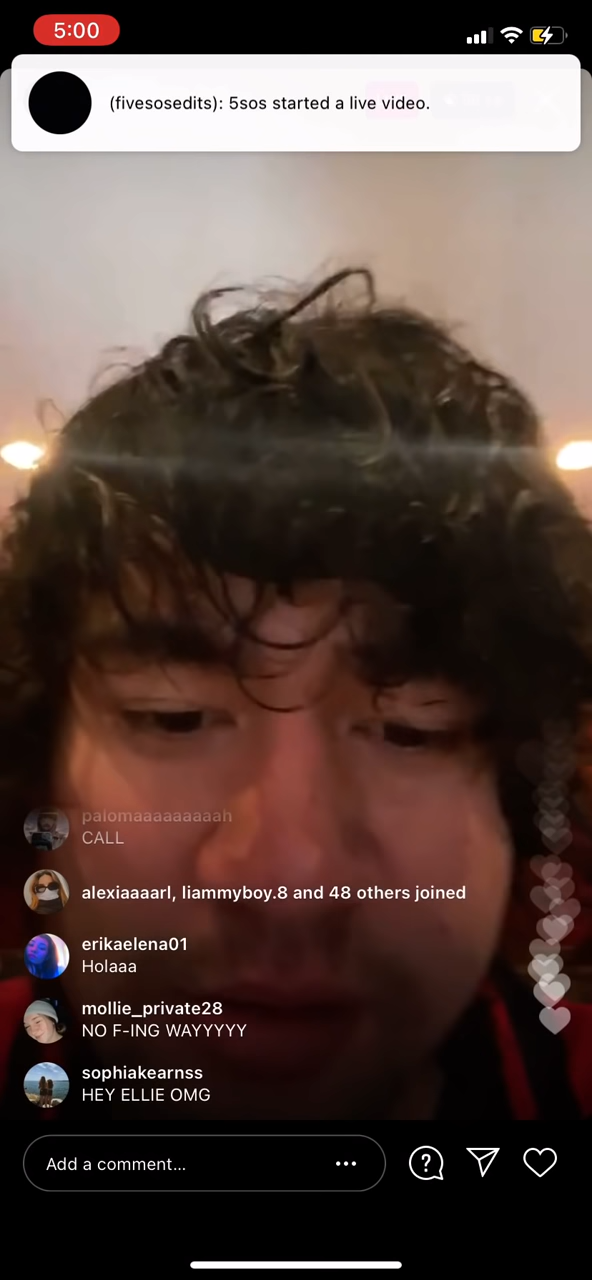 5:00
(fivesosedits): 5sos started a live video.
palomaaaaaaaaah
CALL
alexiaaaarl, liammyboy.8 and 48 others joined
erikaelena01
Holaaa
mollie_private28
NO F-ING WAYYYYY
sophiakearnss
HEY ELLIE OMG
Add a comment...